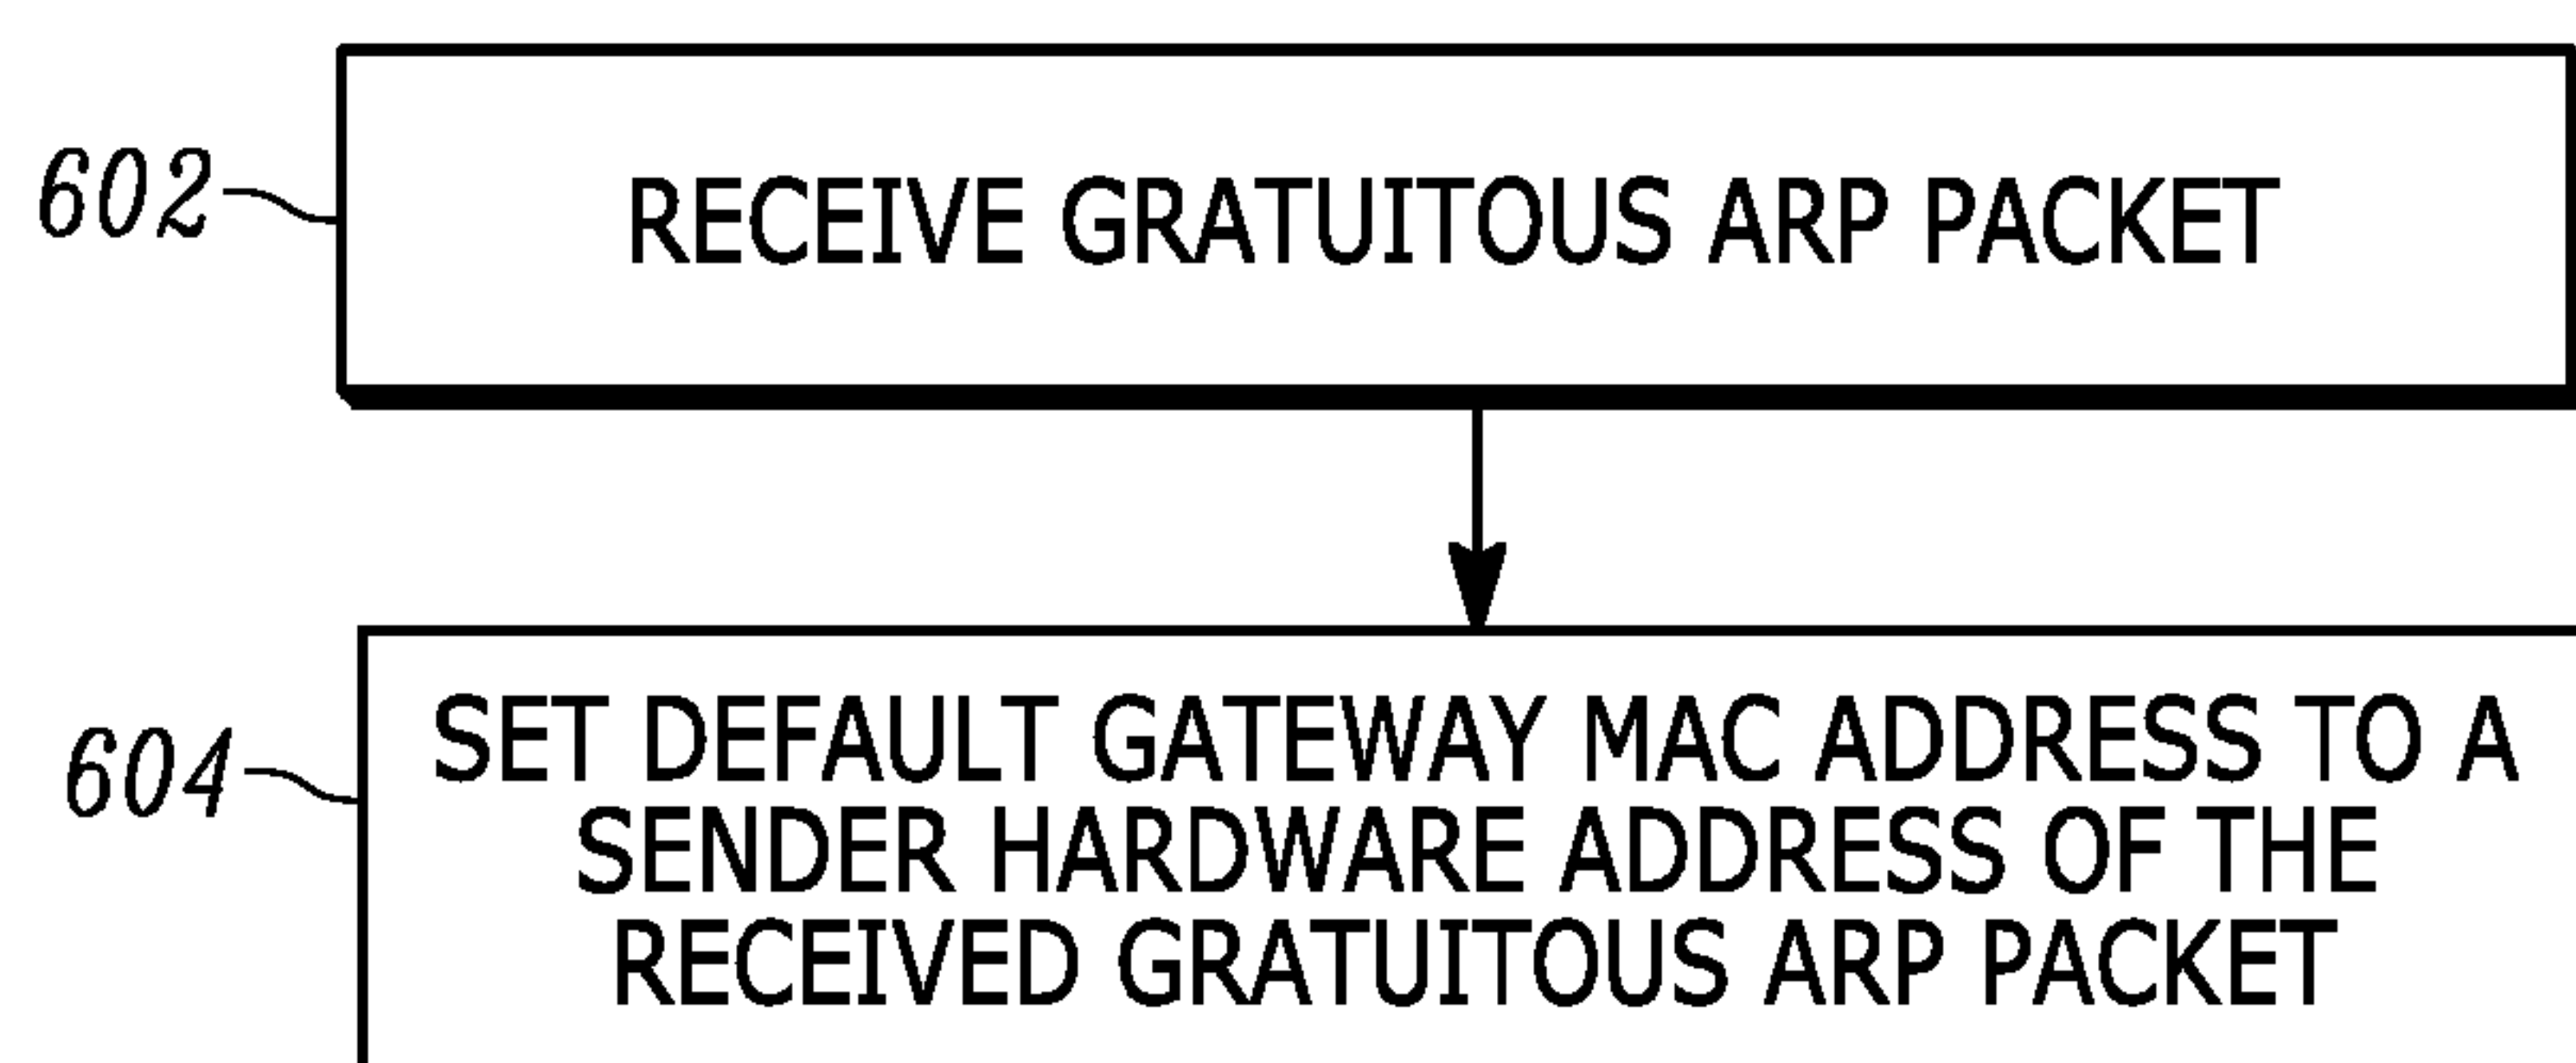 602
RECEIVE GRATUITOUS ARP PACKET
604
SET DEFAULT GATEWAY MAC ADDRESS TO A
SENDER HARDWARE ADDRESS OF THE
RECEIVED GRATUITOUS ARP PACKET